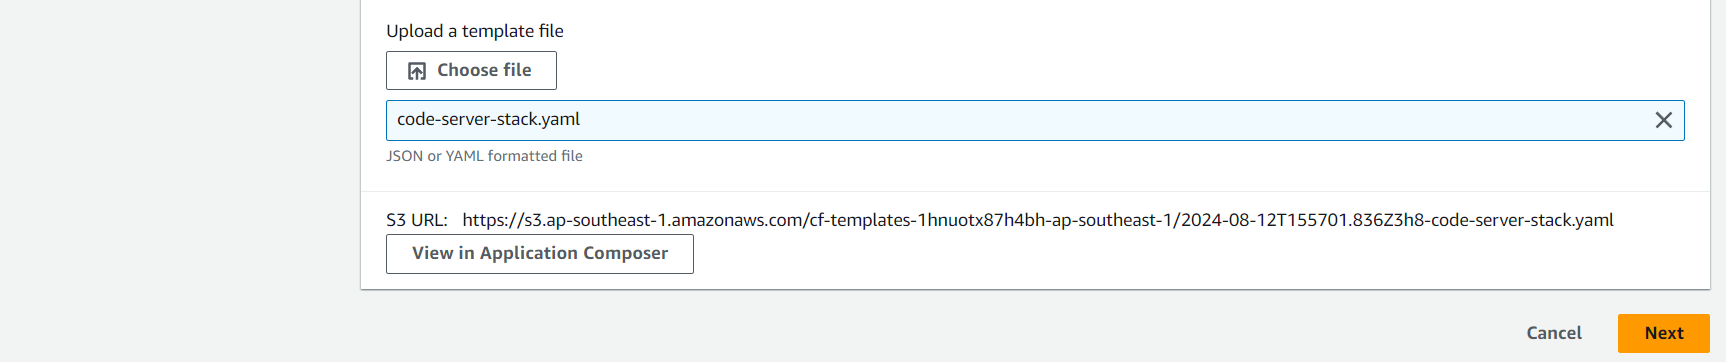 Upload a template file
Choose file
code-server-stack.yaml
JSON or YAML formatted file
S3 URL: https://s3.ap-southeast-1.amazonaws.com/cf-templates-1hnuotx87h4bh-ap-southeast-1/2024-08-12T155701.836Z3h8-code-server-stack.yaml
View in Application Composer
Cancel Next